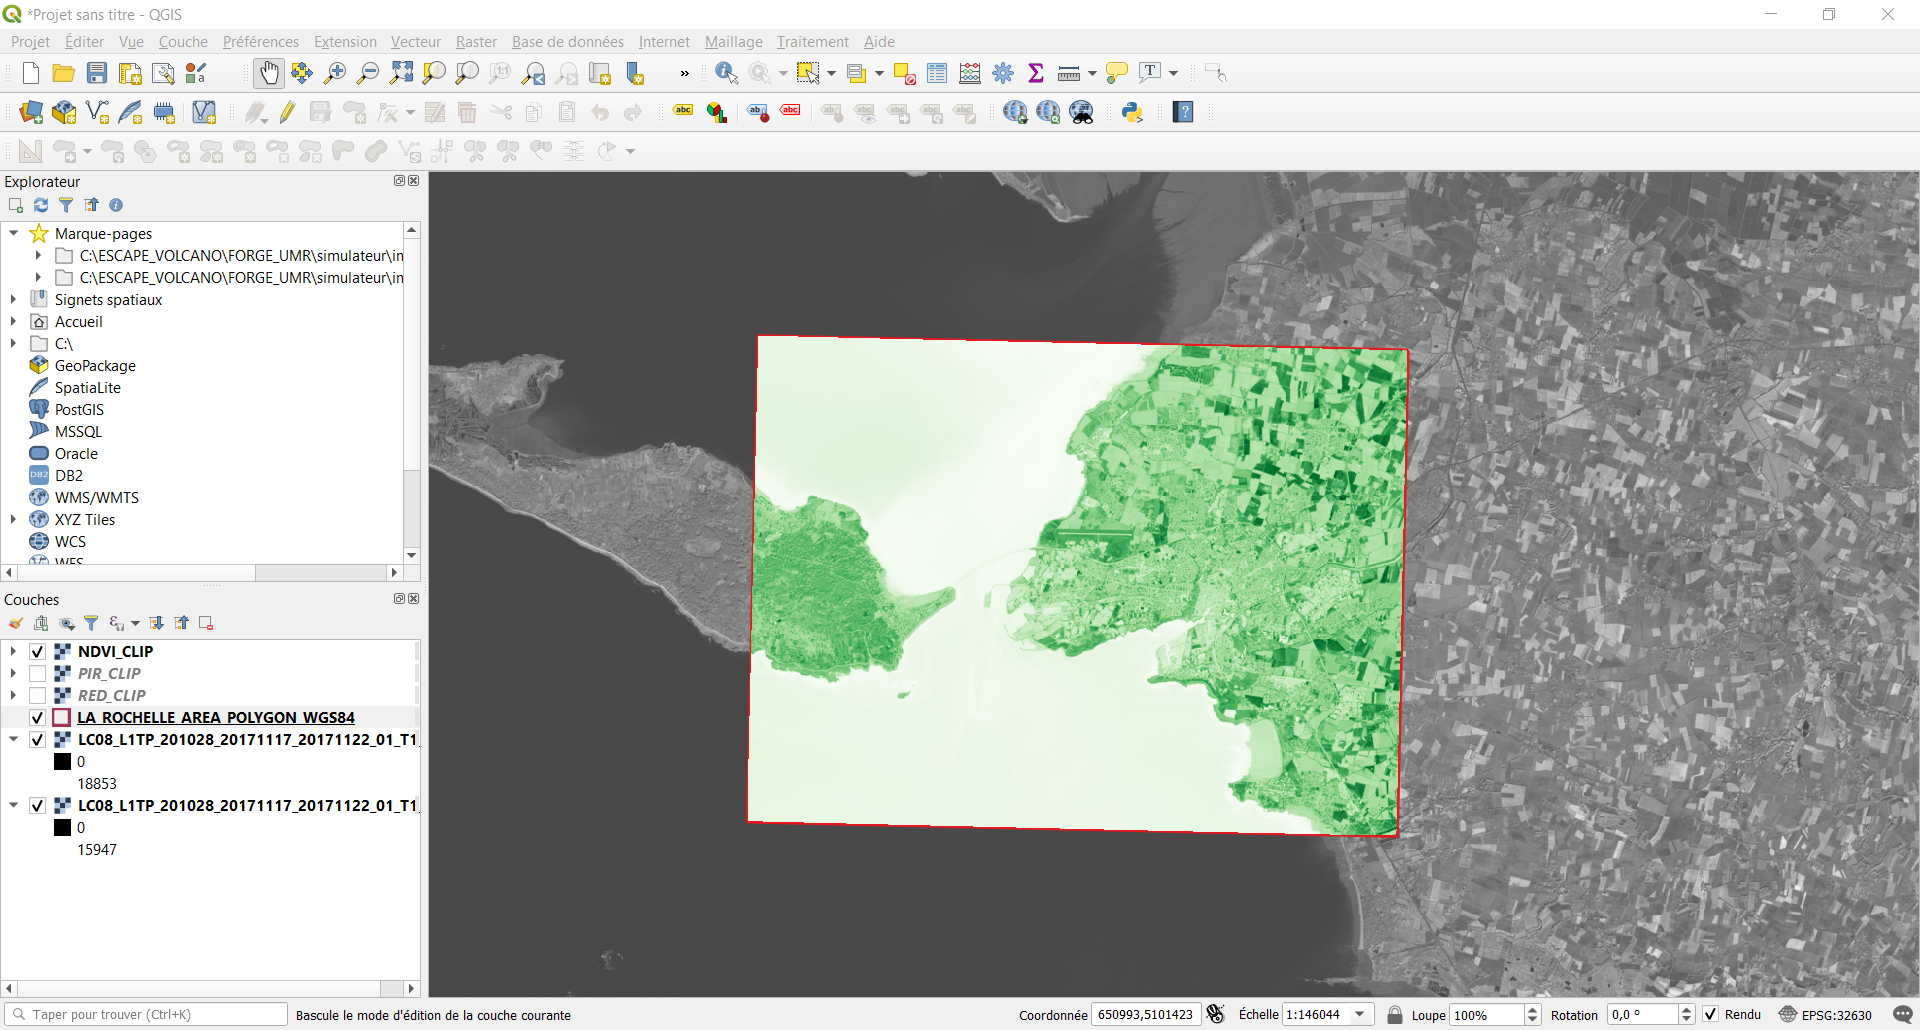 *Projet sans titre - QGIS
Projet Éditer Vue Couche Préférences Extension Vecteur Raster Base de données Internet Maillage Traitement Aide
Explorateur
Marque-pages
C:\ESCAPE_VOLCANO\FORGE_UMR\simulateur\in
C:\ESCAPE_VOLCANO\FORGE_UMR\simulateur\in
Signets spatiaux
Accueil
C:\
GeoPackage
SpatiaLite
PostGIS
MSSQL
Oracle
DB2
WMS/WMTS
XYZ Tiles
WCS
WFS
Couches
NDVI_CLIP
PIR_CLIP
RED_CLIP
LA_ROCHELLE_AREA_POLYGON_WGS84
LC08_L1TP_201028_20171117_20171122_01_T1_
0
18853
LC08_L1TP_201028_20171117_20171122_01_T1_
0
15947
Taper pour trouver (Ctrl+K) Bascule le mode d'édition de la couche courante Coordonnée 650993,5101423 Échelle 1:146044 Loupe 100% Rotation 0,0 ° Rendu EPSG:32630